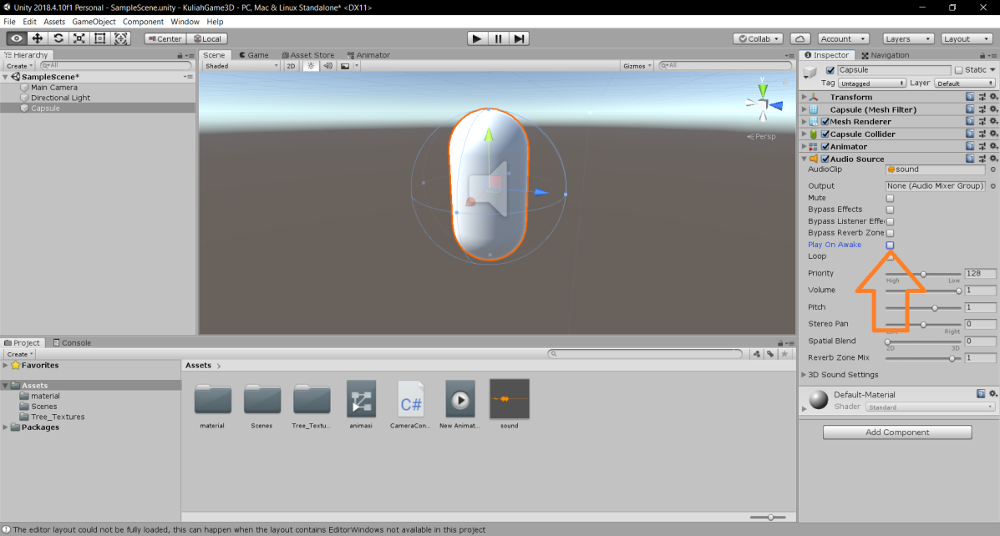 Unity 2018.4.10f1 Personal - SampleScene.unity - KuliahGame3D - PC, Mac & Linux Standalone* <DX11>
File Edit Assets GameObject Component Window Help
Center Local Collab Account Layers Layout
Hierarchy
Create All
SampleScene*
Main Camera
Directional Light
Capsule
Scene Game Asset Store Animator
Shaded 2D Gizmos All
y
Persp
Inspector Navigation
Capsule Static
Tag Untagged Layer Default
Transform
Capsule (Mesh Filter)
Mesh Renderer
Capsule Collider
Animator
Audio Source
AudioClip sound
Output None (Audio Mixer Group)
Mute
Bypass Effects
Bypass Listener Effe
Bypass Reverb Zone
Play On Awake
Loop
Priority 128
High Low
Volume 1
Pitch 1
Stereo Pan 0
Right
Spatial Blend 0
2D 3D
Reverb Zone Mix 1
3D Sound Settings
Default-Material
Shader Standard
Add Component
Project Console
Create
Favorites
Assets
material
Scenes
Tree_Textures
Packages
Assets >
C#
material Scenes Tree_Textu... animasi CameraCon... New Animat... sound
The editor layout could not be fully loaded, this can happen when the layout contains EditorWindows not available in this project